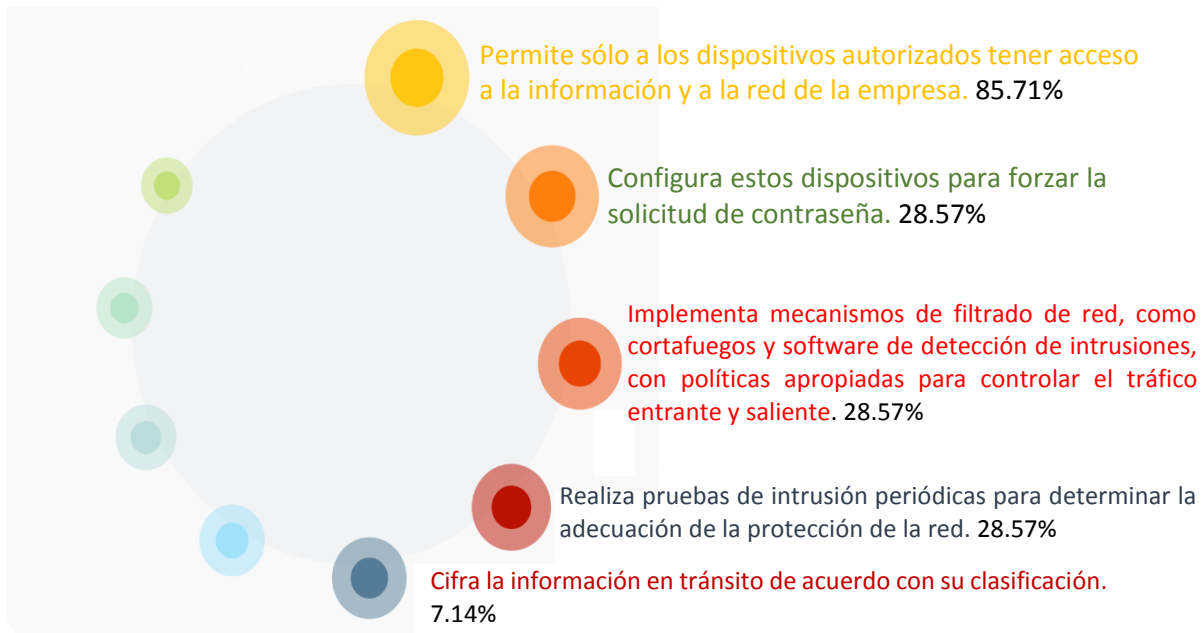 Permite sólo a los dispositivos autorizados tener acceso
a la información y a la red de la empresa. 85.71%
Configura estos dispositivos para forzar la
solicitud de contraseña. 28.57%
Implementa mecanismos de filtrado de red, como
cortafuegos y software de detección de intrusiones,
con políticas apropiadas para controlar el tráfico
entrante y saliente. 28.57%
Realiza pruebas de intrusión periódicas para determinar la
adecuación de la protección de la red. 28.57%
Cifra la información en tránsito de acuerdo con su clasificación.
7.14%